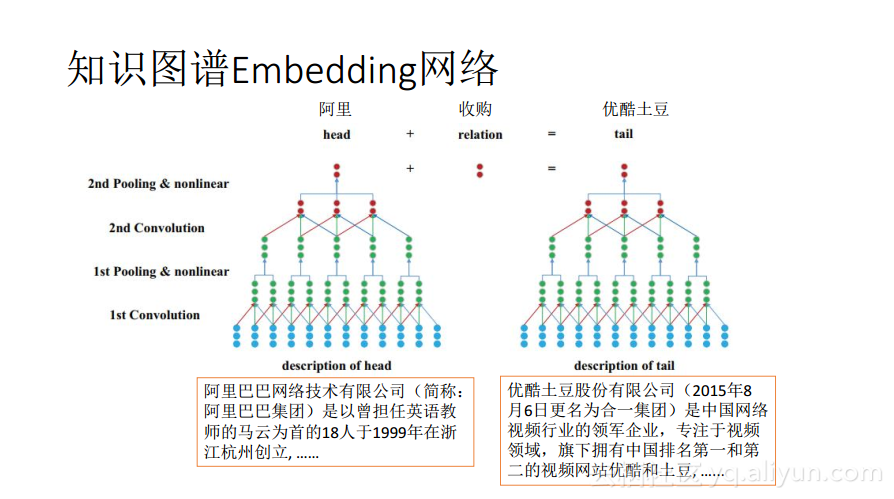 知识图谱Embedding网络
阿里 收购 优酷土豆
head + relation = tail
+ =
2nd Pooling & nonlinear
2nd Convolution
1st Pooling & nonlinear
1st Convolution
description of head description of tail
阿里巴巴网络技术有限公司（简称：
阿里巴巴集团）是以曾担任英语教
师的马云为首的18人于1999年在浙
江杭州创立, ……
优酷土豆股份有限公司（2015年8
月6日更名为合一集团）是中国网络
视频行业的领军企业，专注于视频
领域，旗下拥有中国排名第一和第
二的视频网站优酷和土豆, ……
yq.aliyun.com